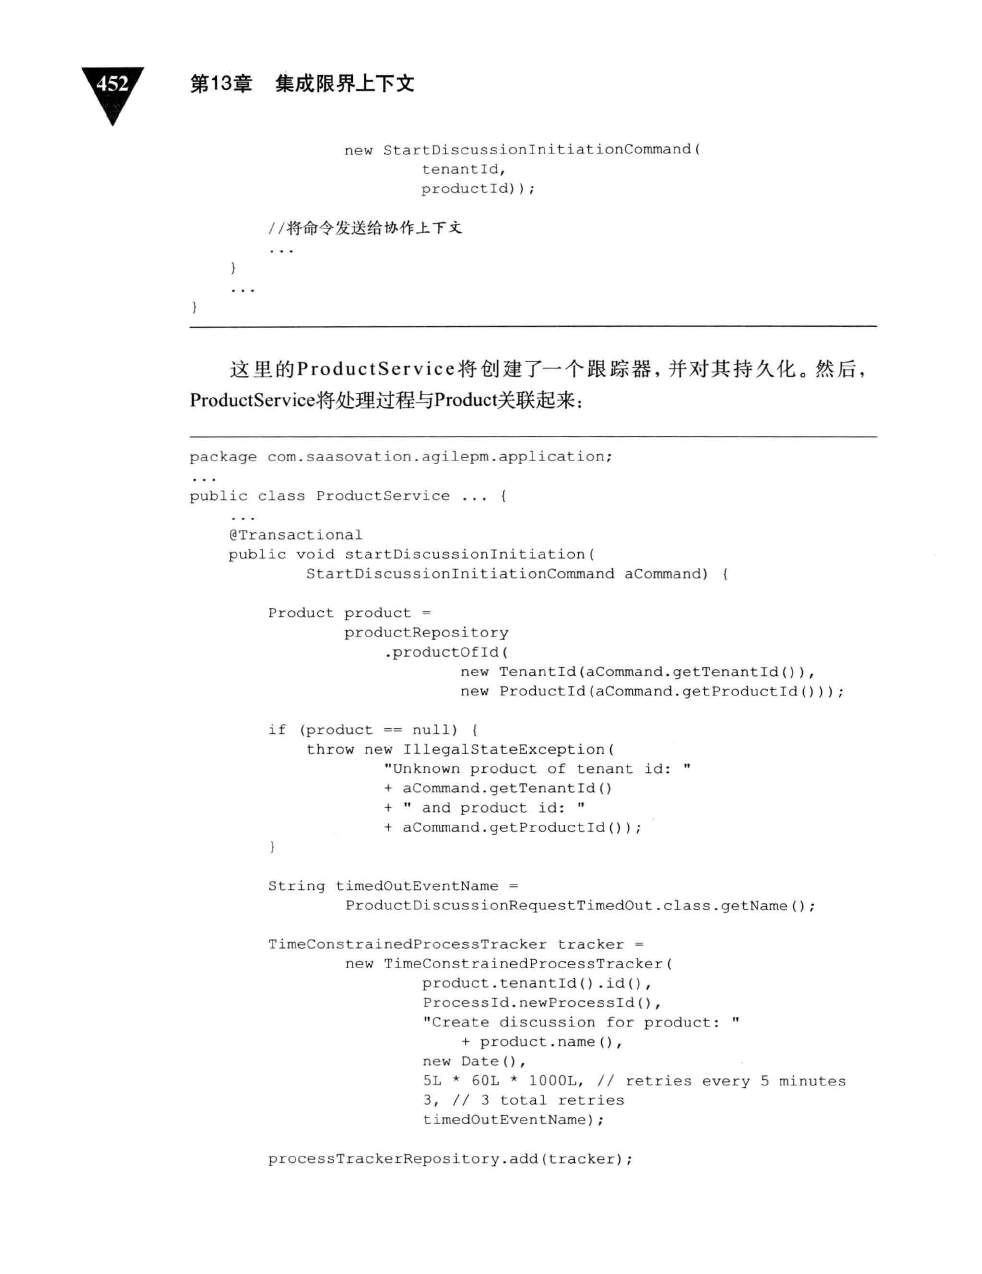 452
第13章 集成限界上下文
new StartDiscussionInitiationCommand(
tenantId,
productId));
//将命令发送给协作上下文
...
}
...
}
这里的ProductService将创建了一个跟踪器，并对其持久化。然后，
ProductService将处理过程与Product关联起来：
package com.saasovation.agilepm.application;
...
public class ProductService ... {
...
@Transactional
public void startDiscussionInitiation(
StartDiscussionInitiationCommand aCommand) {
Product product =
productRepository
.productOfId(
new TenantId(aCommand.getTenantId()),
new ProductId(aCommand.getProductId()));
if (product == null) {
throw new IllegalStateException(
"Unknown product of tenant id: "
+ aCommand.getTenantId()
+ " and product id: "
+ aCommand.getProductId());
}
String timedOutEventName =
ProductDiscussionRequestTimedOut.class.getName();
TimeConstrainedProcessTracker tracker =
new TimeConstrainedProcessTracker(
product.tenantId().id(),
ProcessId.newProcessId(),
"Create discussion for product: "
+ product.name(),
new Date(),
5L * 60L * 1000L, // retries every 5 minutes
3, // 3 total retries
timedOutEventName);
processTrackerRepository.add(tracker);